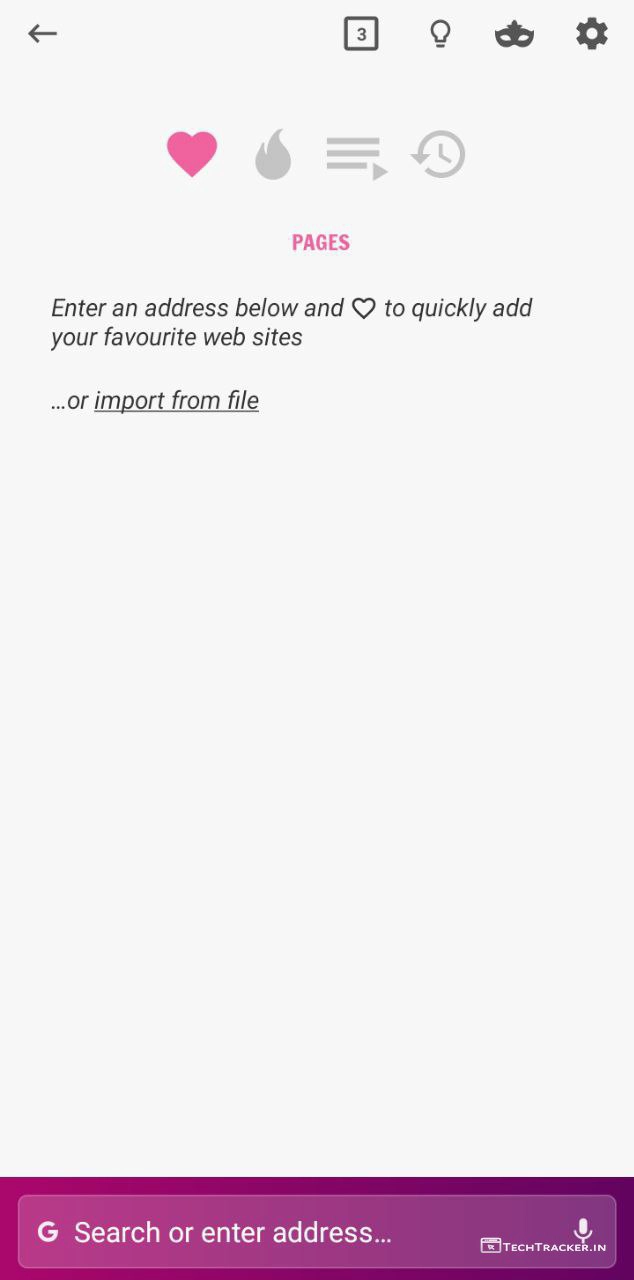 3
PAGES
Enter an address below and to quickly add
your favourite web sites
...or import from file
G Search or enter address...
TECHTRACKER.IN